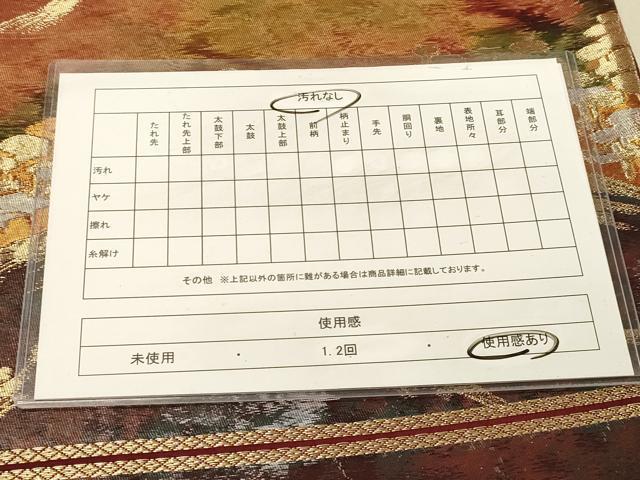 汚れなし
たれ先 たれ先上部 太鼓下部 太鼓 太鼓上部 前柄 柄止まり 手先 胴回り 裏地 表地所々 耳部分 端部分
汚れ
ヤケ
擦れ
糸解け
その他 ※上記以外の箇所に難がある場合は商品詳細に記載しております。
使用感
未使用 ・ 1.2回 ・ 使用感あり